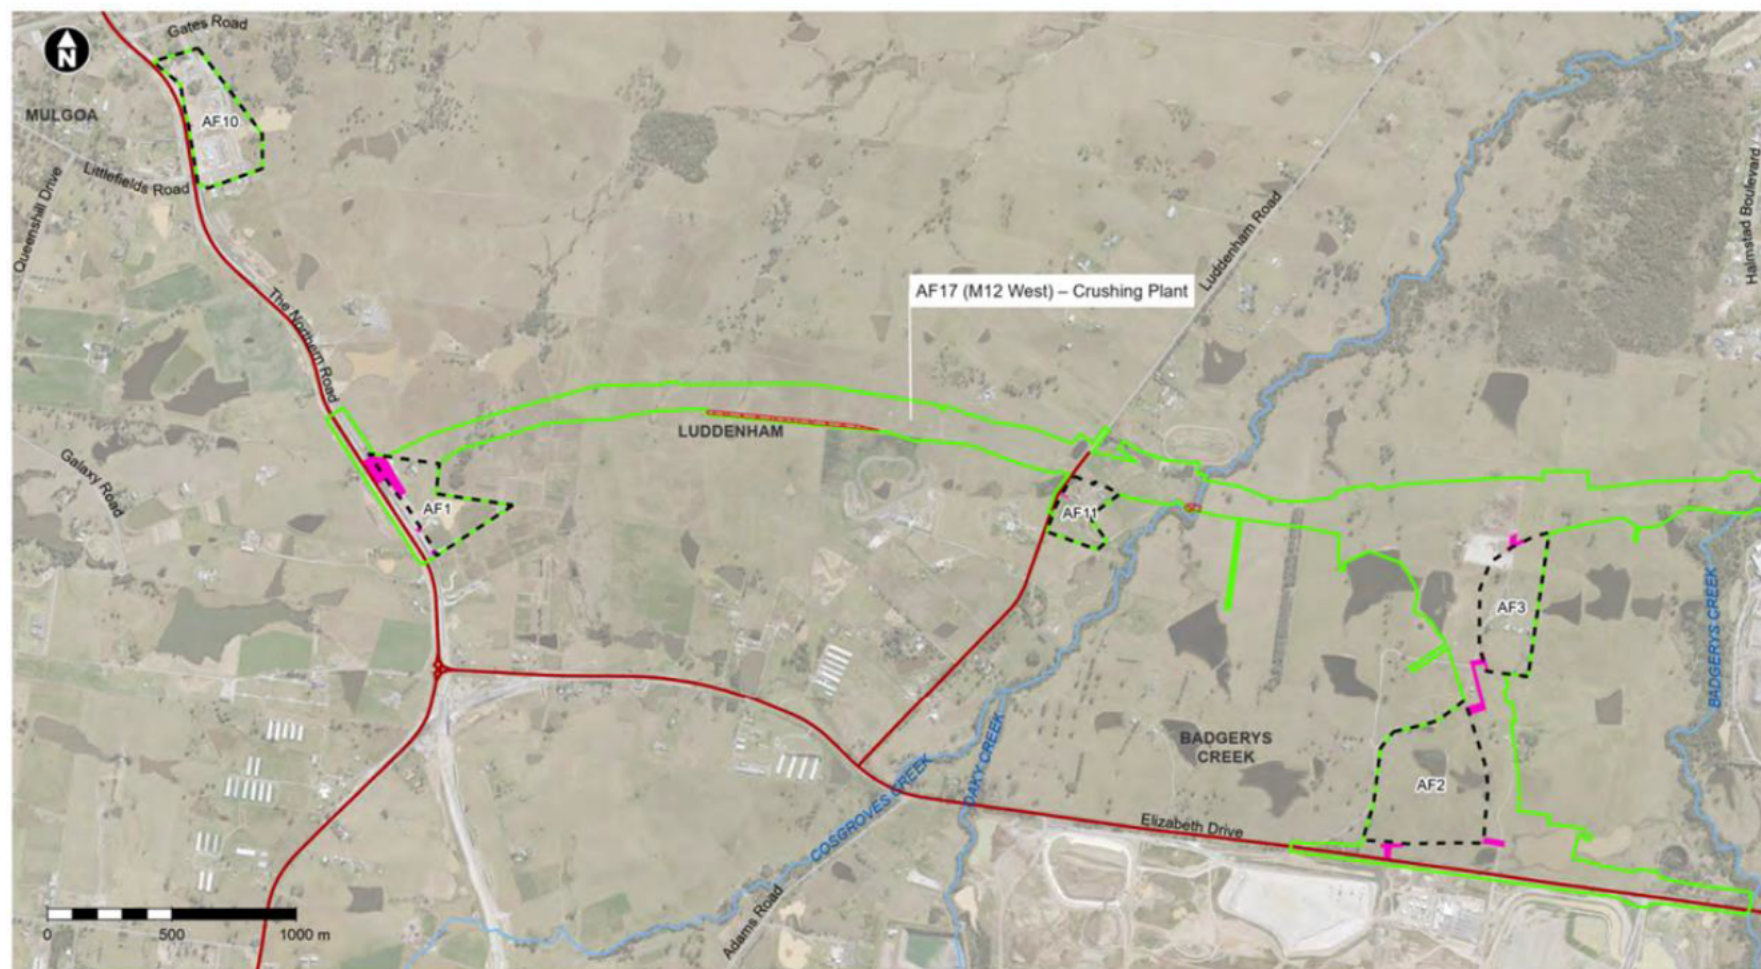 N
Gates Road
MULGOA
AF10
Littlefields Road
Queenshill Drive
Halmstad Boulevard
Luddenham Road
AF17 (M12 West) – Crushing Plant
The Northern Road
LUDDENHAM
Galaxy Road
AF1
AF11
AF3
BADGERYS CREEK
BADGERYS
CREEK
AF2
OAKY CREEK
COSGROVES CREEK
Elizabeth Drive
Adams Road
0 500 1000 m